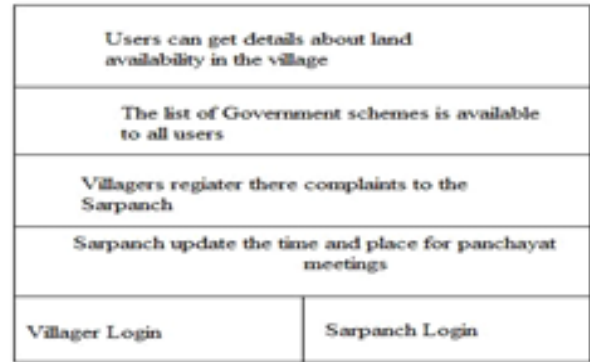 Users can get details about land
availability in the village
The list of Government schemes is available
to all users
Villagers regiater there complaints to the
Sarpanch
Sarpanch update the time and place for panchayat
meetings
Villager Login
Sarpanch Login